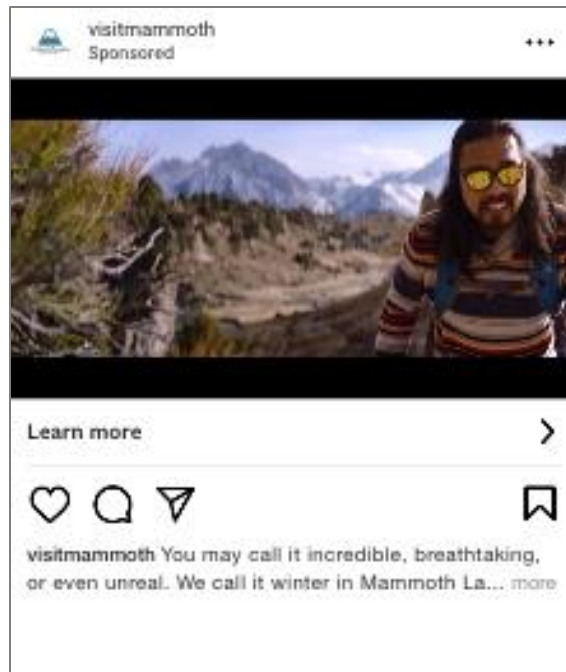 visitmammoth
Sponsored
Learn more
visitmammoth You may call it incredible, breathtaking,
or even unreal. We call it winter in Mammoth La... more